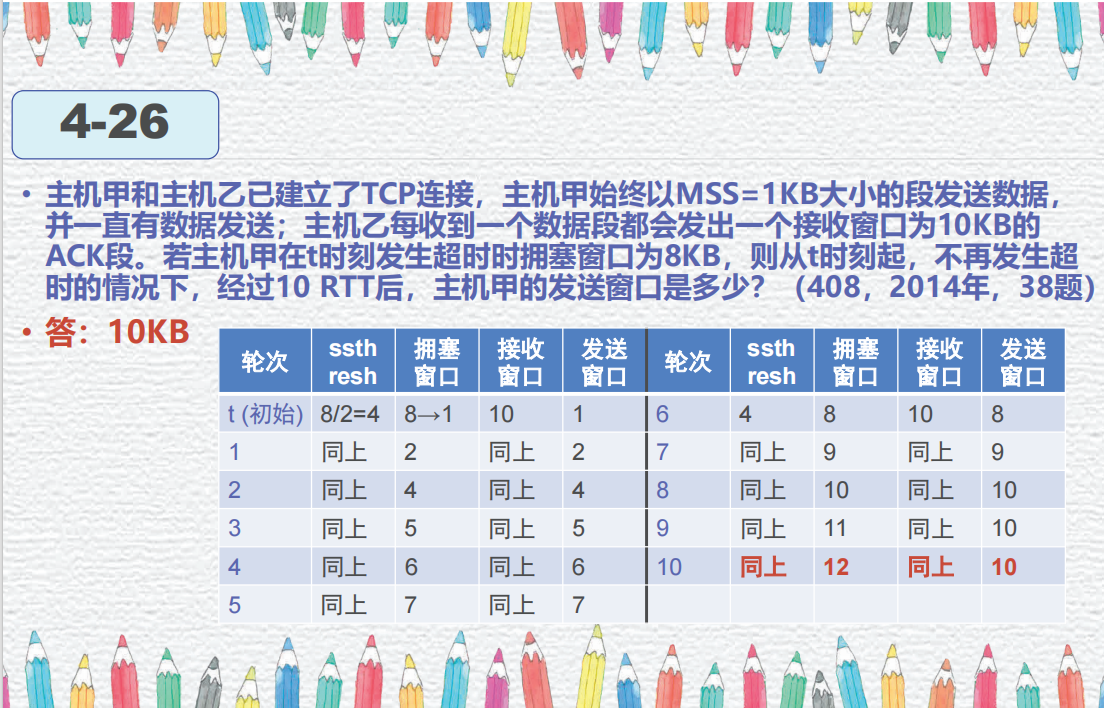 4-26
• 主机甲和主机乙已建立了TCP连接，主机甲始终以MSS=1KB大小的段发送数据，
并一直有数据发送；主机乙每收到一个数据段都会发出一个接收窗口为10KB的
ACK段。若主机甲在t时刻发生超时时拥塞窗口为8KB，则从t时刻起，不再发生超
时的情况下，经过10 RTT后，主机甲的发送窗口是多少？（408，2014年，38题）
• 答：10KB
轮次 ssth resh 拥塞窗口 接收窗口 发送窗口 轮次 ssth resh 拥塞窗口 接收窗口 发送窗口
t (初始) 8/2=4 8→1 10 1 6 4 8 10 8
1 同上 2 同上 2 7 同上 9 同上 9
2 同上 4 同上 4 8 同上 10 同上 10
3 同上 5 同上 5 9 同上 11 同上 10
4 同上 6 同上 6 10 同上 12 同上 10
5 同上 7 同上 7